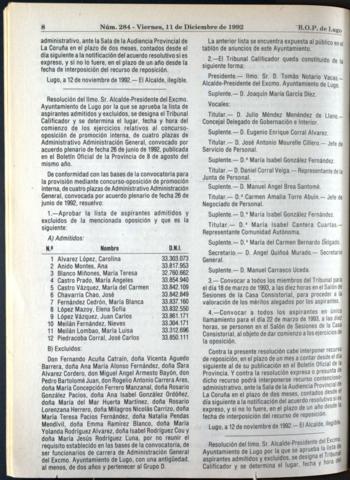 8
Núm. 284 - Viernes, 11 de Diciembre de 1992
B.O.P. de Lugo
administrativo, ante la Sala de la Audiencia Provincial de
La Coruña en el plazo de dos meses, contados desde el
día siguiente a la notificación del acuerdo resolutivo si es
expreso, y si no lo fuere, en el plazo de un año desde la
fecha de interposición del recurso de reposición.
Lugo, a 12 de noviembre de 1992.— El Alcalde, ilegible.
Resolución del Ilmo. Sr. Alcalde-Presidente del Excmo.
Ayuntamiento de Lugo por la que se aprueba la lista de
aspirantes admitidos y excluidos, se designa el Tribunal
Calificador y se determina el lugar, fecha y hora del
comienzo de los ejercicios relativos al concurso-
oposición de promoción interna, de cuatro plazas de
Administrativo Administración General, convocado por
acuerdo plenario de fecha 26 de junio de 1992, publicada
en el Boletín Oficial de la Provincia de 8 de agosto del
mismo año.
De conformidad con las bases de la convocatoria para
la provisión mediante concurso-oposición de promoción
interna, de cuatro plazas de Administrativo Administración
General, convocada por acuerdo plenario de fecha 26 de
junio de 1992, resuelvo:
1.—Aprobar la lista de aspirantes admitidos y
excluidos de la mencionada oposición y que es la
siguiente:
A) Admitidos:
N.º Nombre D.N.I.
1 Alvarez López, Carolina 33.303.073
2 Anido Montes, Ana 33.817.953
3 Blanco Miñones, María Teresa 32.760.662
4 Castro Prado, María Angeles 33.854.940
5 Castro Vázquez, María del Carmen 33.842.109
6 Chavarría Chao, José 33.842.849
7 Fernández Cedrón, María Blanca 33.837.160
8 López Mazoy, Elena Sofía 33.832.550
9 López Vázquez, Juan Carlos 33.861.171
10 Meilán Fernández, Nieves 33.304.171
11 Meilán Lombao, María Luisa 33.312.696
12 Piedracoba Corral, José Carlos 33.850.111
B) Excluidos:
Don Fernando Acuña Catraín, doña Vicenta Aguedo
Barrera, doña Ana María Alonso Fernández, doña Sara
Alvarez Cordero, don Miguel Angel Armesto Bayón, don
Pedro Bartolomé Juan, don Rogelio Antonio Carrera Ares,
doña María Concepción Ferrero Manzanal, doña Rosario
González Pacios, doña Ana Isabel González Ordóñez,
doña María del Mar Huerta Martínez, doña Rosario
Lorenzana Herrero, doña Milagros Nicolás Carrizo, doña
María Teresa Pacios Fernández, doña Natalia Pendas
Mendívil, doña Emma Ramírez Blanco, doña María
Yolanda Rodríguez Alvarez, doña Isabel Rodríguez Cou y
doña María Jesús Rodríguez Luna, por no reunir el
requisito establecido en las bases de la convocatoria, de
ser funcionarios de carrera de Administración General
del Excmo. Ayuntamiento de Lugo, con una antigüedad,
al menos, de dos años y pertenecer al Grupo D.
La anterior lista se encuentra expuesta al público en el
tablón de anuncios de este Ayuntamiento.
2.—El Tribunal Calificador queda constituido de la
siguiente forma:
Presidente.— Ilmo. Sr. D. Tomás Notario Vacas.—
Alcalde-Presidente del Excmo. Ayuntamiento de Lugo.
Suplente.— D. Joaquín María García Díez.
Vocales:
Titular.— D. Julio Méndez Menéndez de Llano.—
Concejal Delegado de Gobernación e Interior.
Suplente.— D. Eugenio Enrique Corral Alvarez.
Titular.— D. José Antonio Mourelle Cillero.— Jefe de
Servicio de Personal.
Suplente.— D.ª María Isabel González Fernández.
Titular.— D. Daniel Corral Veiga.— Representante de la
Junta de Personal.
Suplente.— D. Manuel Angel Brea Santomé.
Titular.— D.ª Carmen Amalia Torre Abuín.— Jefe de
Negociado de Personal.
Suplente.— D.ª María Isabel González Fernández.
Titular.— D.ª María Isabel Cantera Cuartas.—
Representante Comunidad Autónoma.
Suplente.— D.ª María del Carmen Bernardo Delgado.
Secretario.— D. Angel Quiñoá Murado.— Secretario
General.
Suplente.— D. Manuel Carrasco Uceda.
3.— Convocar a todos los miembros del Tribunal para
el día 18 de marzo de 1993, a las diez horas en el Salón de
Sesiones de la Casa Consistorial, para proceder a la
valoración de los méritos alegados por los aspirantes.
4.—Convocar a todos los aspirantes en único
llamamiento para el día 22 de marzo de 1993, a las diez
horas, se personen en el Salón de Sesiones de la Casa
Consistorial, al objeto de dar comienzo a los ejercicios de
la oposición.
Contra la presente resolución cabe interponer recurso
de reposición, en el plazo de un mes a contar desde el día
siguiente al de su publicación en el Boletín Oficial de la
Provincia. Y contra la resolución expresa o presunta de
dicho recurso podrá interponerse recurso contencioso-
administrativo, ante la Sala de la Audiencia Provincial de
La Coruña en el plazo de dos meses, contados desde el
día siguiente a la notificación del acuerdo resolutivo si es
expreso, y si no lo fuere, en el plazo de un año desde la
fecha de interposición del recurso de reposición.
Lugo, a 12 de noviembre de 1992.— El Alcalde, ilegible.
Resolución del Ilmo. Sr. Alcalde-Presidente del Excmo.
Ayuntamiento de Lugo por la que se aprueba la lista de
aspirantes admitidos y excluidos, se designa el Tribunal
Calificador y se determina el lugar, fecha y hora del